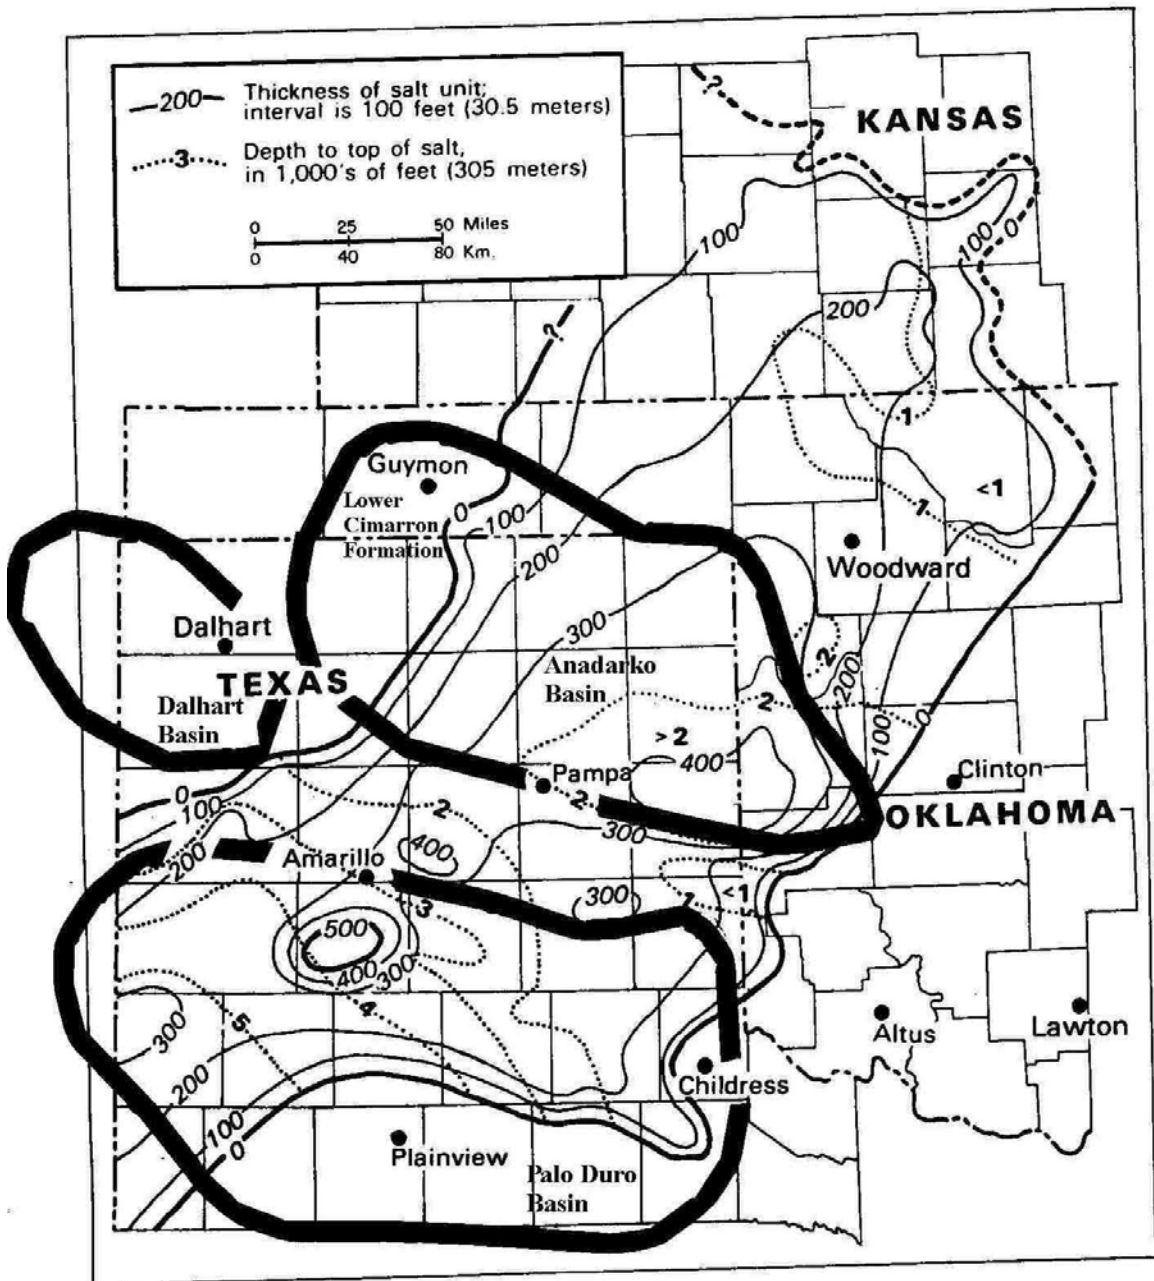 200 Thickness of salt unit;
interval is 100 feet (30.5 meters)
3 Depth to top of salt,
in 1,000's of feet (305 meters)
0 25 50 Miles
0 40 80 Km.
?
KANSAS
100
0
100
200
?
1
Guymon
Lower
Cimarron
Formation
0
100
<1
1
200
Woodward
Dalhart
300
2
TEXAS
Anadarko
Basin
200
Dalhart
Basin
2
0
100
>2
400
Clinton
0
Pampa
100
2
2
OKLAHOMA
300
200
400
Amarillo
<1
300
1
3
500
400
300
4
5
300
Altus
Lawton
200
Childress
100
0
Plainview
Palo Duro
Basin